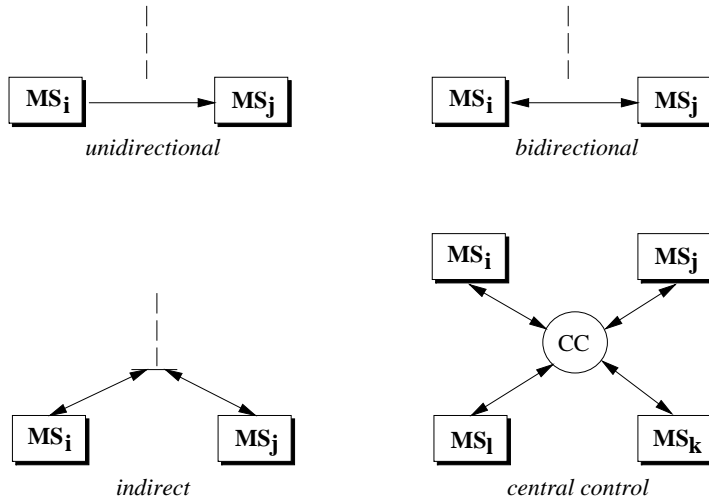 MSi MSj
unidirectional
MSi MSj
bidirectional
MSi MSj
indirect
MSi MSj
CC
MSl MSk
central control